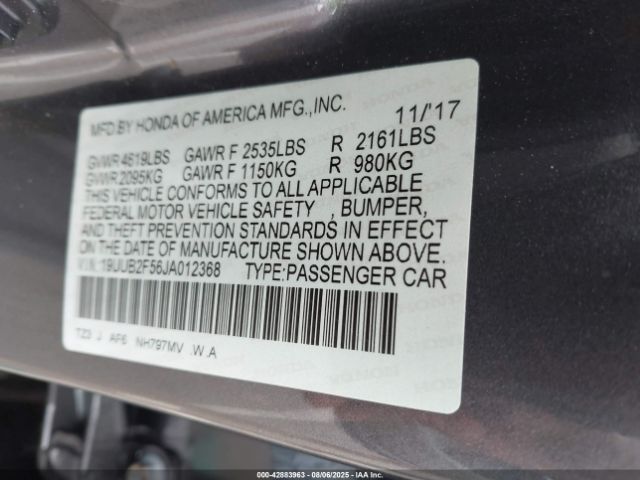 MFD.BY HONDA OF AMERICA MFG.,INC. 11/'17
GVWR 4619LBS GAWR F 2535LBS R 2161LBS
GVWR 2095KG GAWR F 1150KG R 980KG
THIS VEHICLE CONFORMS TO ALL APPLICABLE
FEDERAL MOTOR VEHICLE SAFETY , BUMPER,
AND THEFT PREVENTION STANDARDS IN EFFECT
ON THE DATE OF MANUFACTURE SHOWN ABOVE.
V.I.N.:19UUB2F56JA012368 TYPE:PASSENGER CAR
TZ3 J AF6 NH797MV .W.A
000-42883963 - 08/06/2025 - IAA